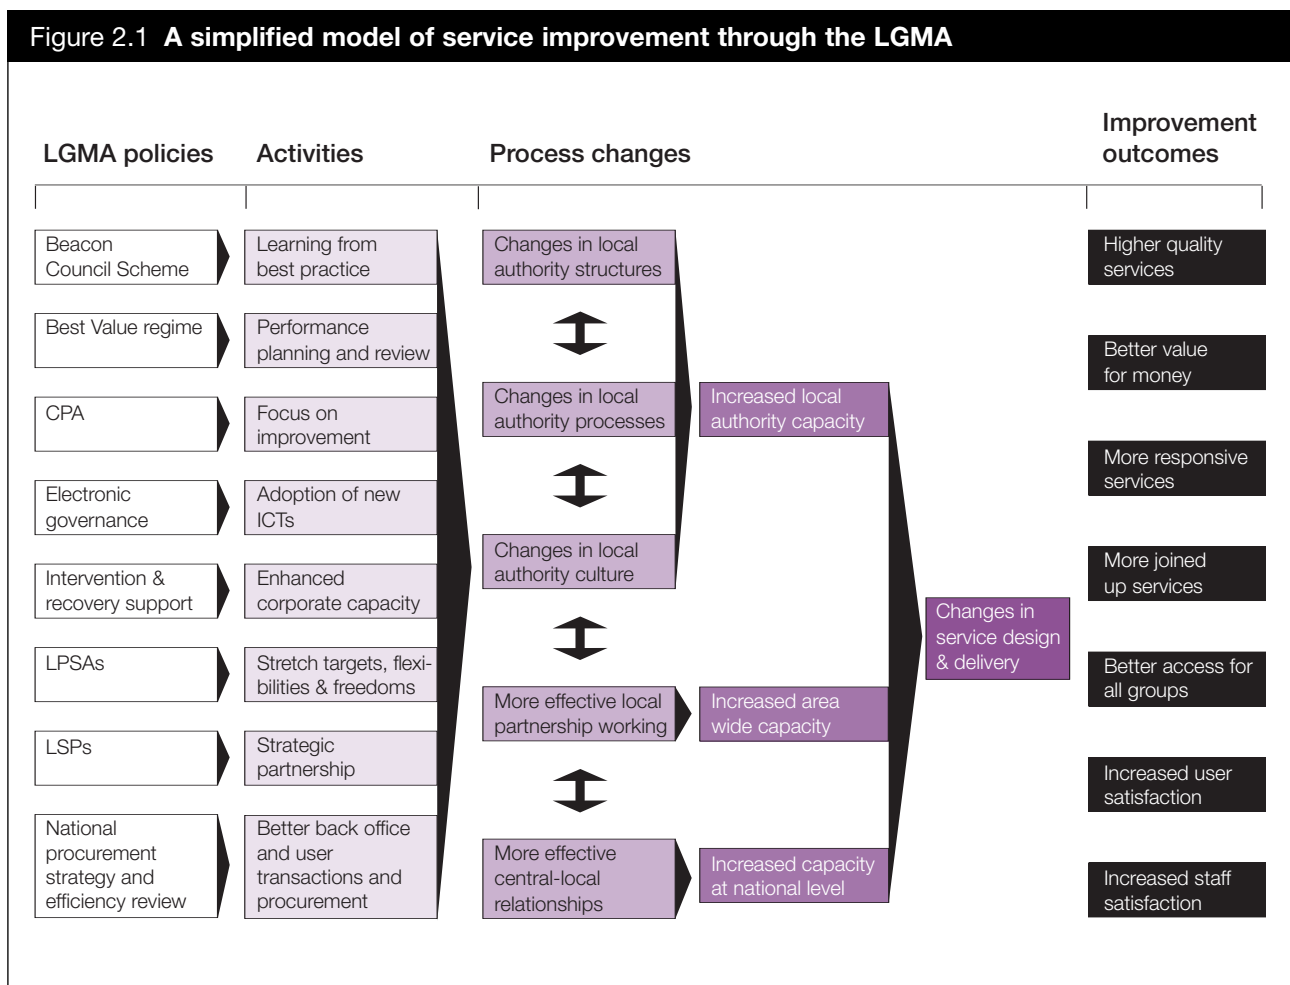 Figure 2.1 A simplified model of service improvement through the LGMA
LGMA policies
Activities
Process changes
Improvement
outcomes
Beacon
Council Scheme
Best Value regime
CPA
Electronic
governance
Intervention &
recovery support
LPSAs
LSPs
National
procurement
strategy and
efficiency review
Learning from
best practice
Performance
planning and review
Focus on
improvement
Adoption of new
ICTs
Enhanced
corporate capacity
Stretch targets, flexi-
bilities & freedoms
Strategic
partnership
Better back office
and user
transactions and
procurement
Changes in local
authority structures
Changes in local
authority processes
Changes in local
authority culture
More effective local
partnership working
More effective
central-local
relationships
Increased local
authority capacity
Increased area
wide capacity
Increased capacity
at national level
Changes in
service design
& delivery
Higher quality
services
Better value
for money
More responsive
services
More joined
up services
Better access for
all groups
Increased user
satisfaction
Increased staff
satisfaction